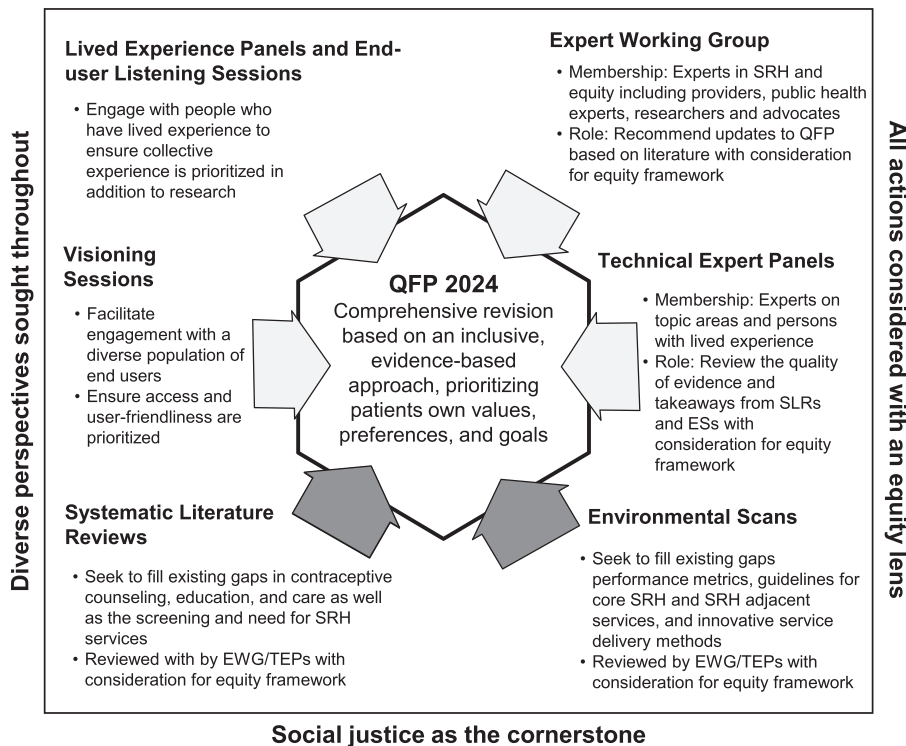 Lived Experience Panels and End-
user Listening Sessions
• Engage with people who
have lived experience to
ensure collective
experience is prioritized in
addition to research
Expert Working Group
• Membership: Experts in SRH and
equity including providers, public health
experts, researchers and advocates
• Role: Recommend updates to QFP
based on literature with consideration
for equity framework
Visioning
Sessions
• Facilitate
engagement with a
diverse population of
end users
• Ensure access and
user-friendliness are
prioritized
QFP 2024
Comprehensive revision
based on an inclusive,
evidence-based
approach, prioritizing
patients own values,
preferences, and goals
Technical Expert Panels
• Membership: Experts on
topic areas and persons
with lived experience
• Role: Review the quality
of evidence and
takeaways from SLRs
and ESs with
consideration for equity
framework
Systematic Literature
Reviews
• Seek to fill existing gaps in contraceptive
counseling, education, and care as well
as the screening and need for SRH
services
• Reviewed with by EWG/TEPs with
consideration for equity framework
Environmental Scans
• Seek to fill existing gaps
performance metrics, guidelines for
core SRH and SRH adjacent
services, and innovative service
delivery methods
• Reviewed by EWG/TEPs with
consideration for equity framework
Diverse perspectives sought throughout
All actions considered with an equity lens
Social justice as the cornerstone